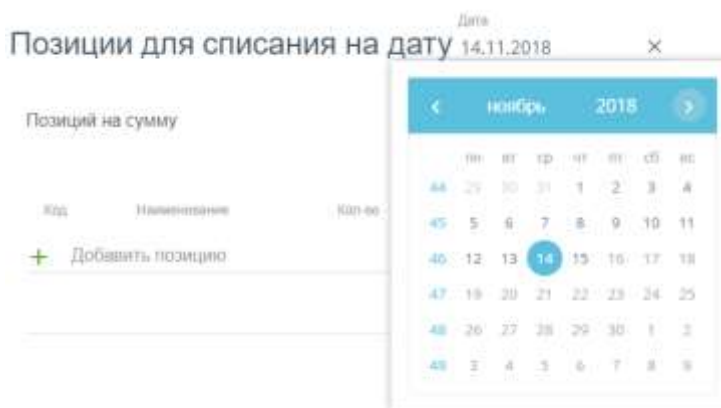 Дата
Позиции для списания на дату 14.11.2018 ×
< ноябрь 2018 >
Позиций на сумму
пн вт ср чт пт сб вс
44 29 30 31 1 2 3 4
Код Наименование Кол-во
45 5 6 7 8 9 10 11
+ Добавить позицию
46 12 13 14 15 16 17 18
47 19 20 21 22 23 24 25
48 26 27 28 29 30 1 2
49 3 4 5 6 7 8 9